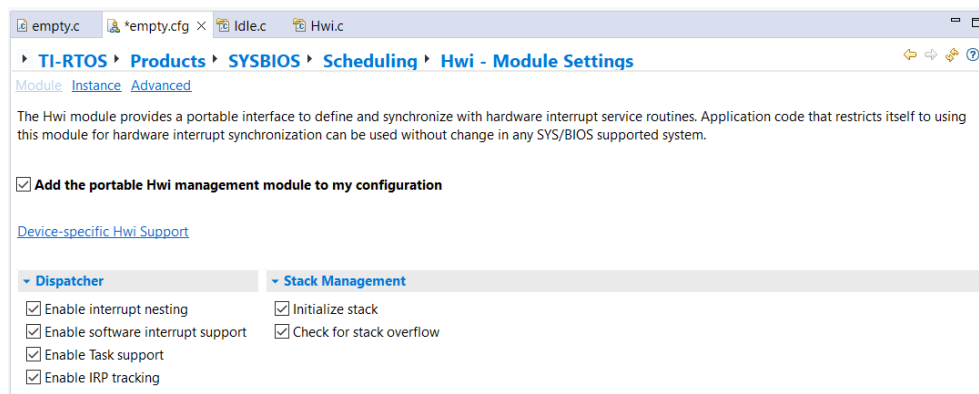 empty.c *empty.cfg Idle.c Hwi.c
TI-RTOS Products SYSBIOS Scheduling Hwi - Module Settings
Module Instance Advanced
The Hwi module provides a portable interface to define and synchronize with hardware interrupt service routines. Application code that restricts itself to using
this module for hardware interrupt synchronization can be used without change in any SYS/BIOS supported system.
Add the portable Hwi management module to my configuration
Device-specific Hwi Support
Dispatcher
Enable interrupt nesting
Enable software interrupt support
Enable Task support
Enable IRP tracking
Stack Management
Initialize stack
Check for stack overflow